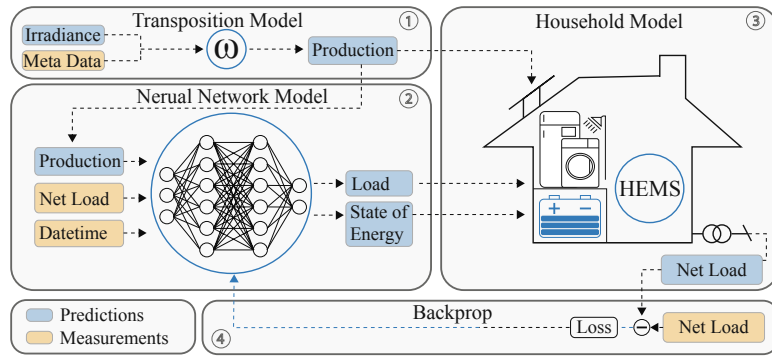 Transposition Model
①
Irradiance
Meta Data
ω
Production
Nerual Network Model
②
Production
Net Load
Datetime
Load
State of
Energy
Household Model
③
HEMS
+ −
Net Load
Predictions
Measurements
Backprop
④
Loss
−
Net Load